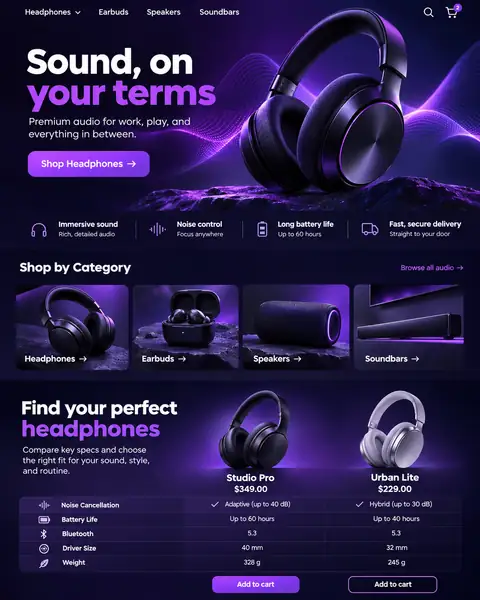 Headphones Earbuds Speakers Soundbars
2
Sound, on
your terms
Premium audio for work, play, and
everything in between.
Shop Headphones →
Immersive sound
Rich, detailed audio
Noise control
Focus anywhere
Long battery life
Up to 60 hours
Fast, secure delivery
Straight to your door
Shop by Category
Browse all audio →
Headphones →
Earbuds →
Speakers →
Soundbars →
Find your perfect
headphones
Compare key specs and choose
the right fit for your sound, style,
and routine.
Studio Pro
$349.00
Urban Lite
$229.00
Noise Cancellation ✓ Adaptive (up to 40 dB) ✓ Hybrid (up to 30 dB)
Battery Life Up to 60 hours Up to 40 hours
Bluetooth 5.3 5.3
Driver Size 40 mm 32 mm
Weight 328 g 245 g
Add to cart Add to cart